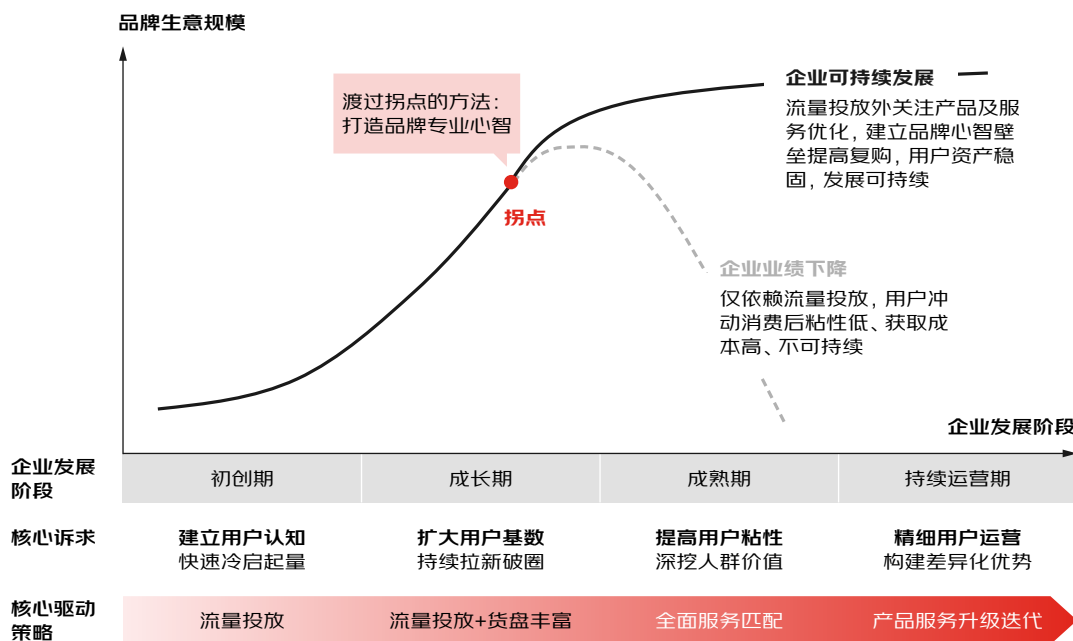 品牌生意规模
渡过拐点的方法：
打造品牌专业心智
拐点
企业可持续发展
流量投放外关注产品及服
务优化，建立品牌心智壁
垒提高复购，用户资产稳
固，发展可持续
企业业绩下降
仅依赖流量投放，用户冲
动消费后粘性低、获取成
本高、不可持续
企业发展阶段
企业发展
阶段
初创期
成长期
成熟期
持续运营期
核心诉求
建立用户认知
快速冷启起量
扩大用户基数
持续拉新破圈
提高用户粘性
深挖人群价值
精细用户运营
构建差异化优势
核心驱动
策略
流量投放
流量投放+货盘丰富
全面服务匹配
产品服务升级迭代